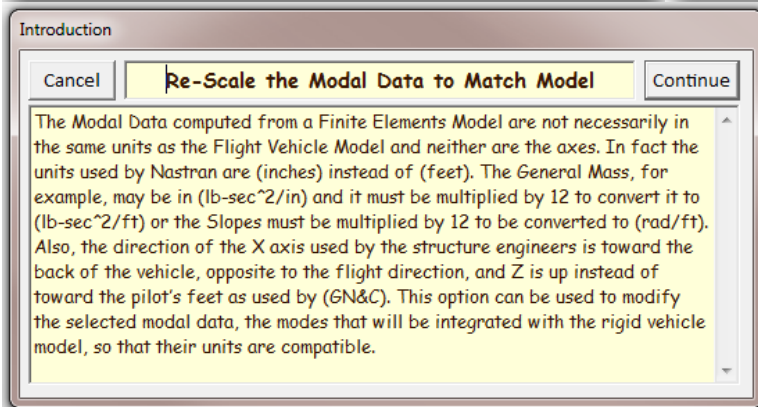 Introduction
Cancel
Re-Scale the Modal Data to Match Model
Continue
The Modal Data computed from a Finite Elements Model are not necessarily in
the same units as the Flight Vehicle Model and neither are the axes. In fact the
units used by Nastran are (inches) instead of (feet). The General Mass, for
example, may be in (lb-sec^2/in) and it must be multiplied by 12 to convert it to
(lb-sec^2/ft) or the Slopes must be multiplied by 12 to be converted to (rad/ft).
Also, the direction of the X axis used by the structure engineers is toward the
back of the vehicle, opposite to the flight direction, and Z is up instead of
toward the pilot's feet as used by (GN&C). This option can be used to modify
the selected modal data, the modes that will be integrated with the rigid vehicle
model, so that their units are compatible.